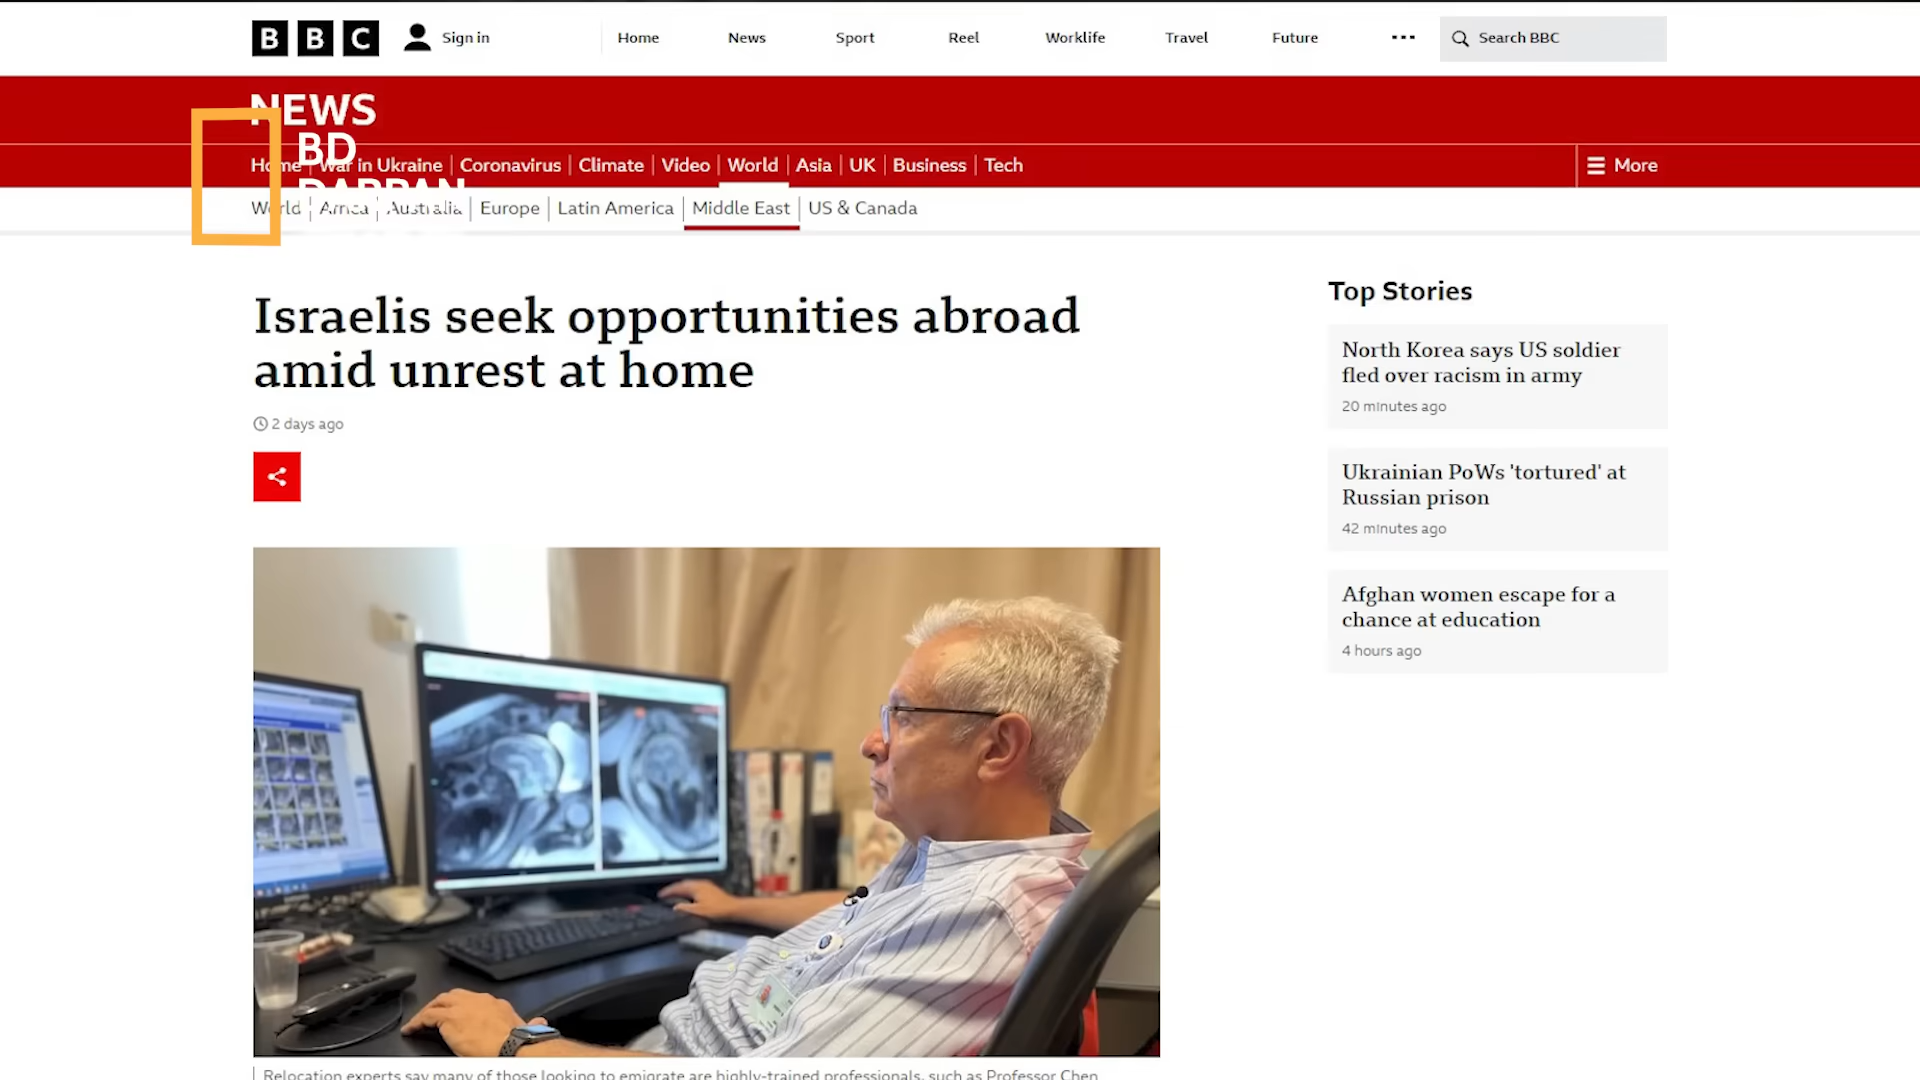 BBC
Sign in
Home
News
Sport
Reel
Worklife
Travel
Future
Search BBC
NEWS
BD
DARPAN
Home
War in Ukraine
Coronavirus
Climate
Video
World
Asia
UK
Business
Tech
More
World
Africa
Australia
Europe
Latin America
Middle East
US & Canada
Israelis seek opportunities abroad
amid unrest at home
2 days ago
Top Stories
North Korea says US soldier
fled over racism in army
20 minutes ago
Ukrainian PoWs 'tortured' at
Russian prison
42 minutes ago
Afghan women escape for a
chance at education
4 hours ago
Relocation experts say many of those looking to emigrate are highly-trained professionals, such as Professor Chen